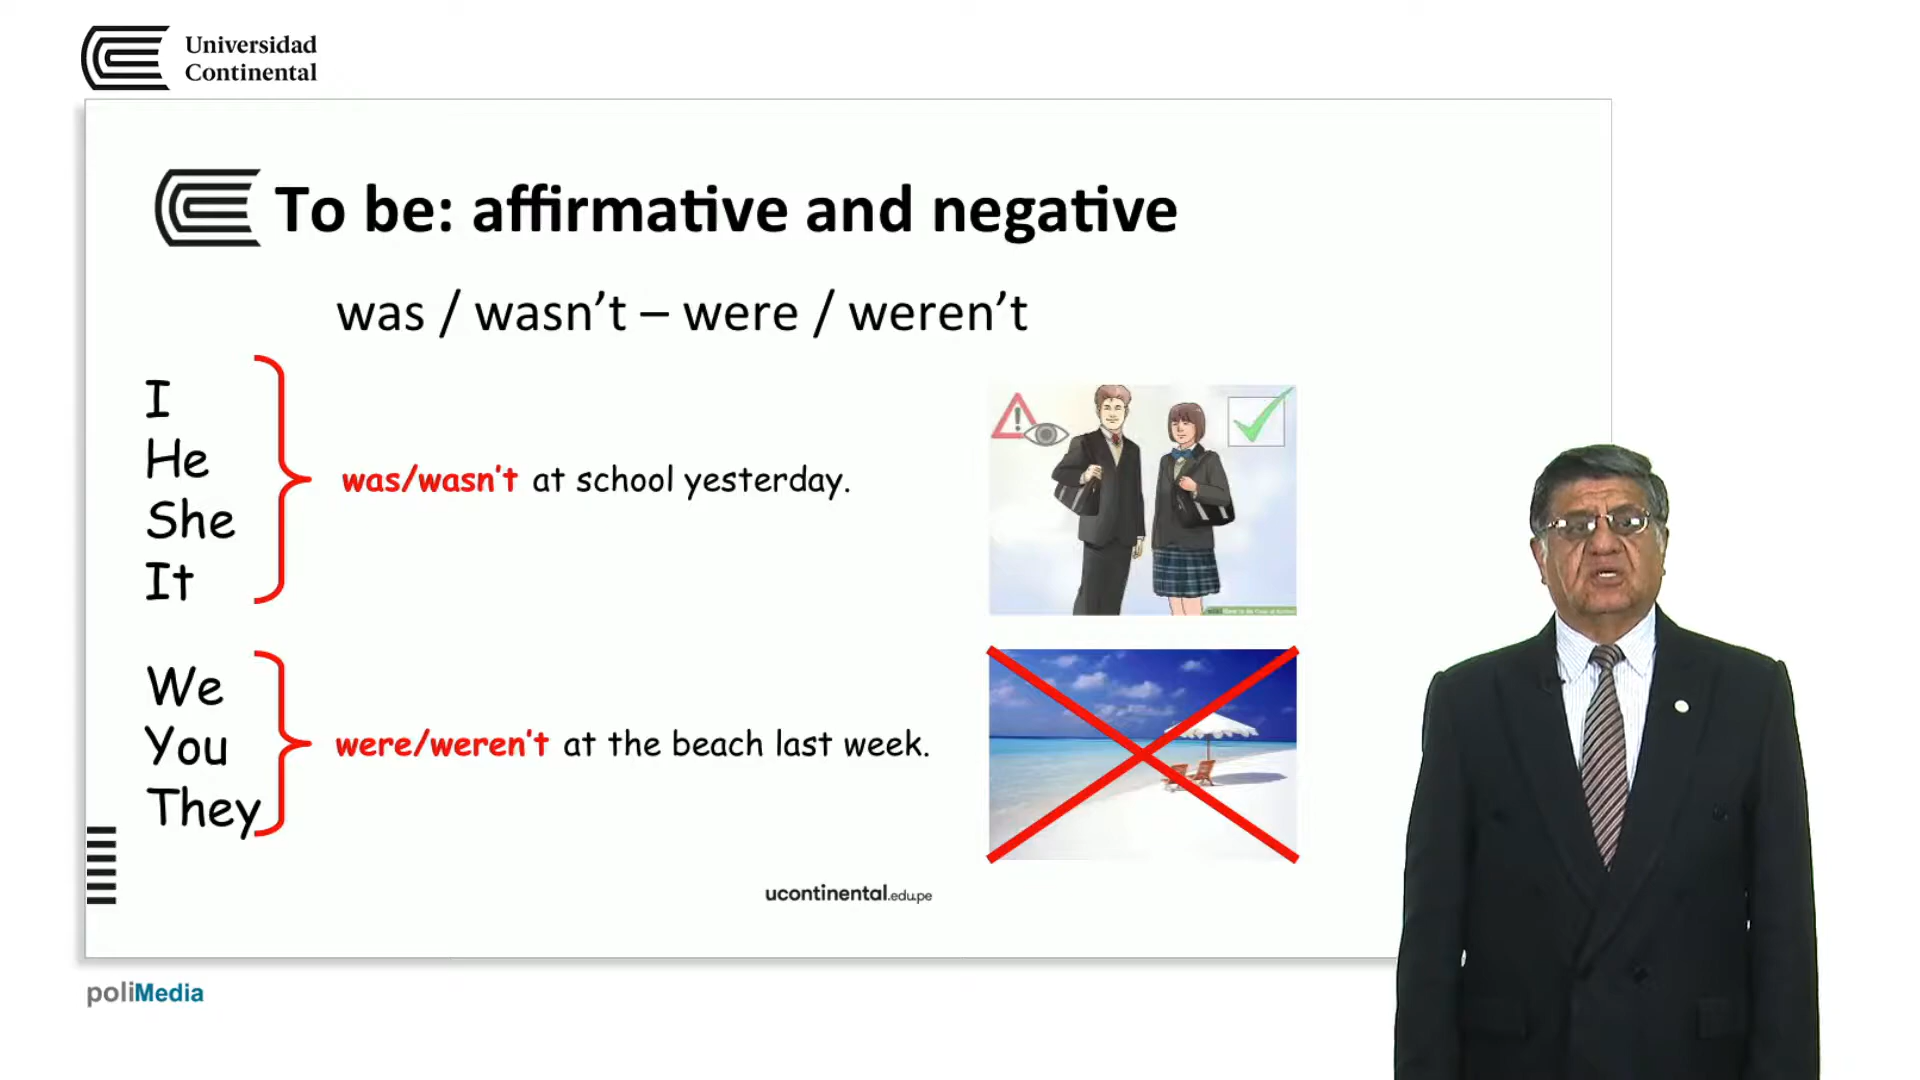 Universidad
Continental
To be: affirmative and negative
was / wasn’t – were / weren’t
I
He
She
It
was/wasn’t at school yesterday.
We
You
They
were/weren’t at the beach last week.
ucontinental.edu.pe
poliMedia